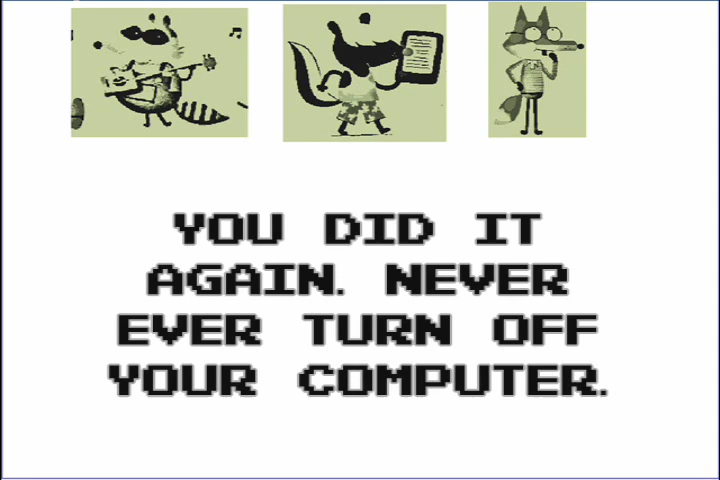 YOU DID IT
AGAIN. NEVER
EVER TURN OFF
YOUR COMPUTER.